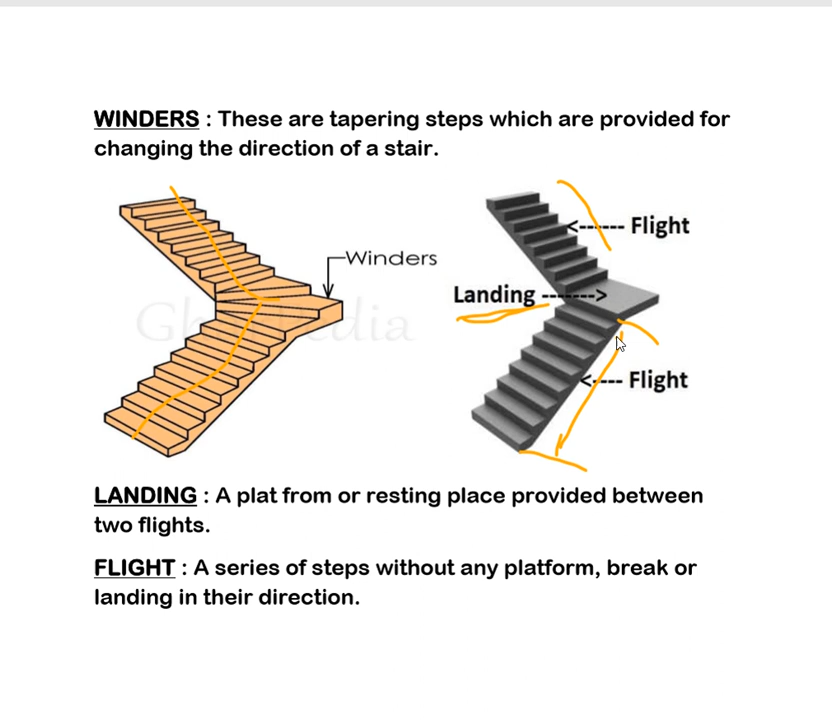 WINDERS : These are tapering steps which are provided for
changing the direction of a stair.
Flight
Winders
Landing
Flight
LANDING : A plat from or resting place provided between
two flights.
FLIGHT : A series of steps without any platform, break or
landing in their direction.